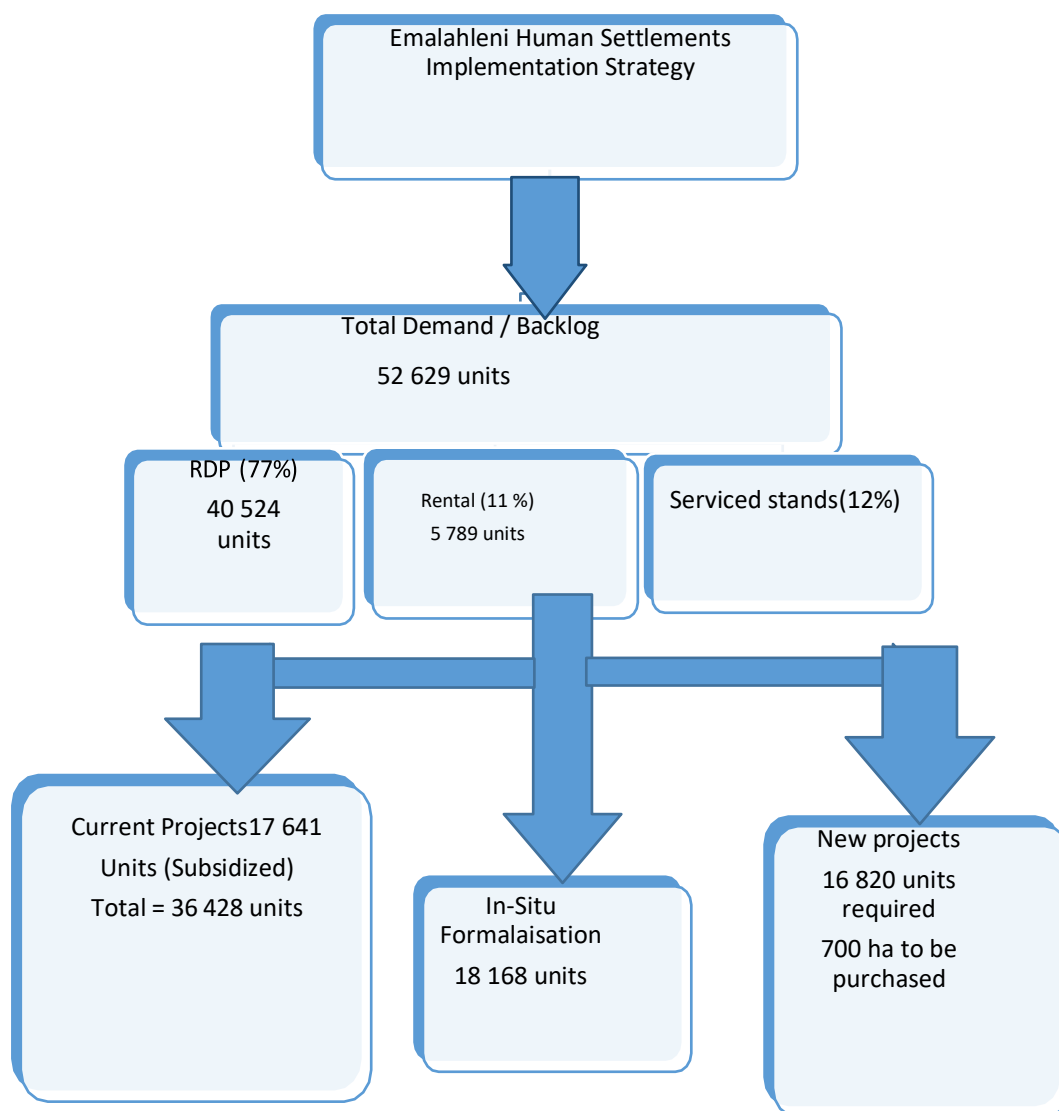 Emalahleni Human Settlements
Implementation Strategy
Total Demand / Backlog
52 629 units
RDP (77%)
40 524
units
Rental (11 %)
5 789 units
Serviced stands(12%)
Current Projects17 641
Units (Subsidized)
Total = 36 428 units
In-Situ
Formalaisation
18 168 units
New projects
16 820 units
required
700 ha to be
purchased